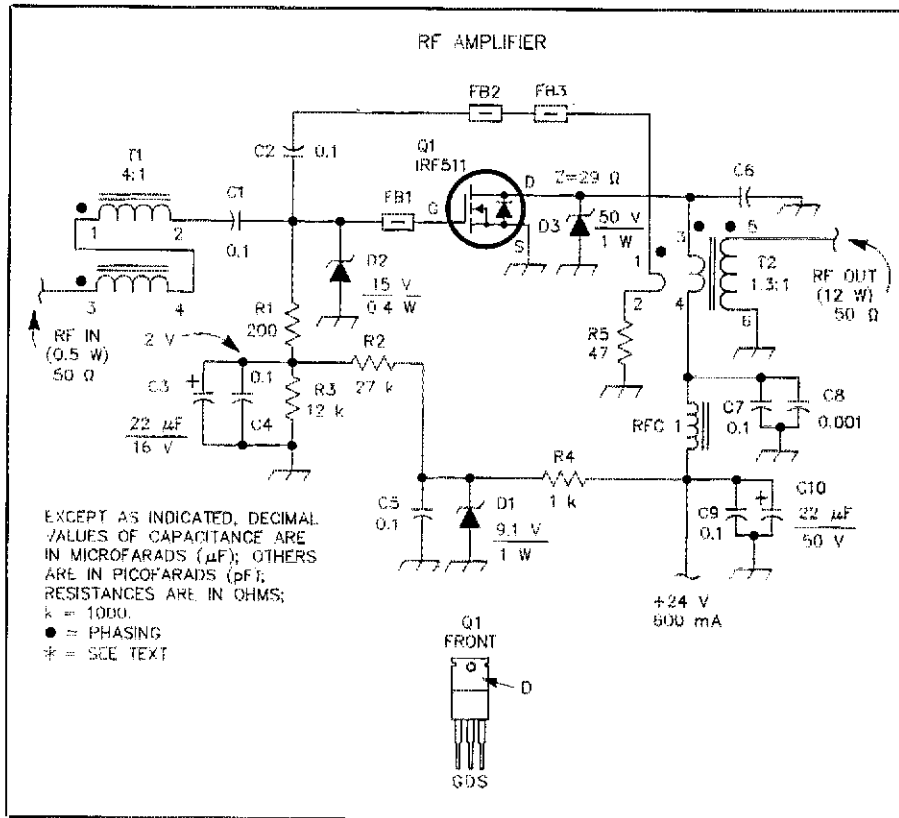 RF AMPLIFIER
FB2
FB3
C2
0.1
Q1
IRF511
T1
4:1
C1
0.1
1
2
3
4
FB1
G
D
S
Z=29 Ω
D3
50 V
1 W
C6
1
2
3
4
5
6
T2
1.3:1
RF OUT
(12 W)
50 Ω
D2
15 V
0.4 W
RF IN
(0.5 W)
50 Ω
R1
200
2 V
R2
27 k
R5
47
C3
+
22 μF
16 V
0.1
C4
R3
12 k
RFC 1
C7
0.1
C8
0.001
R4
1 k
C5
0.1
D1
9.1 V
1 W
C9
0.1
+
C10
22 μF
50 V
+24 V
600 mA
EXCEPT AS INDICATED, DECIMAL
VALUES OF CAPACITANCE ARE
IN MICROFARADS (μF); OTHERS
ARE IN PICOFARADS (pF);
RESISTANCES ARE IN OHMS;
k = 1000.
● = PHASING
* = SEE TEXT
Q1
FRONT
D
GDS